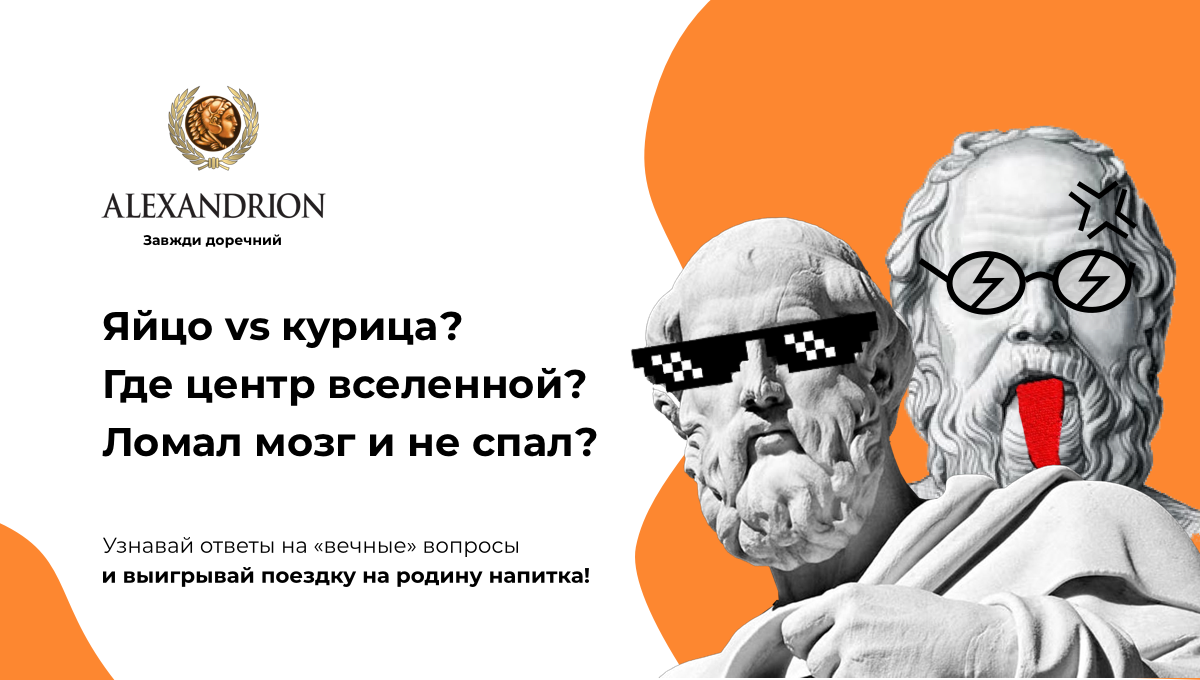 ALEXANDRION
Завжди доречний
Яйцо vs курица?
Где центр вселенной?
Ломал мозг и не спал?
Узнавай ответы на «вечные» вопросы
и выигрывай поездку на родину напитка!